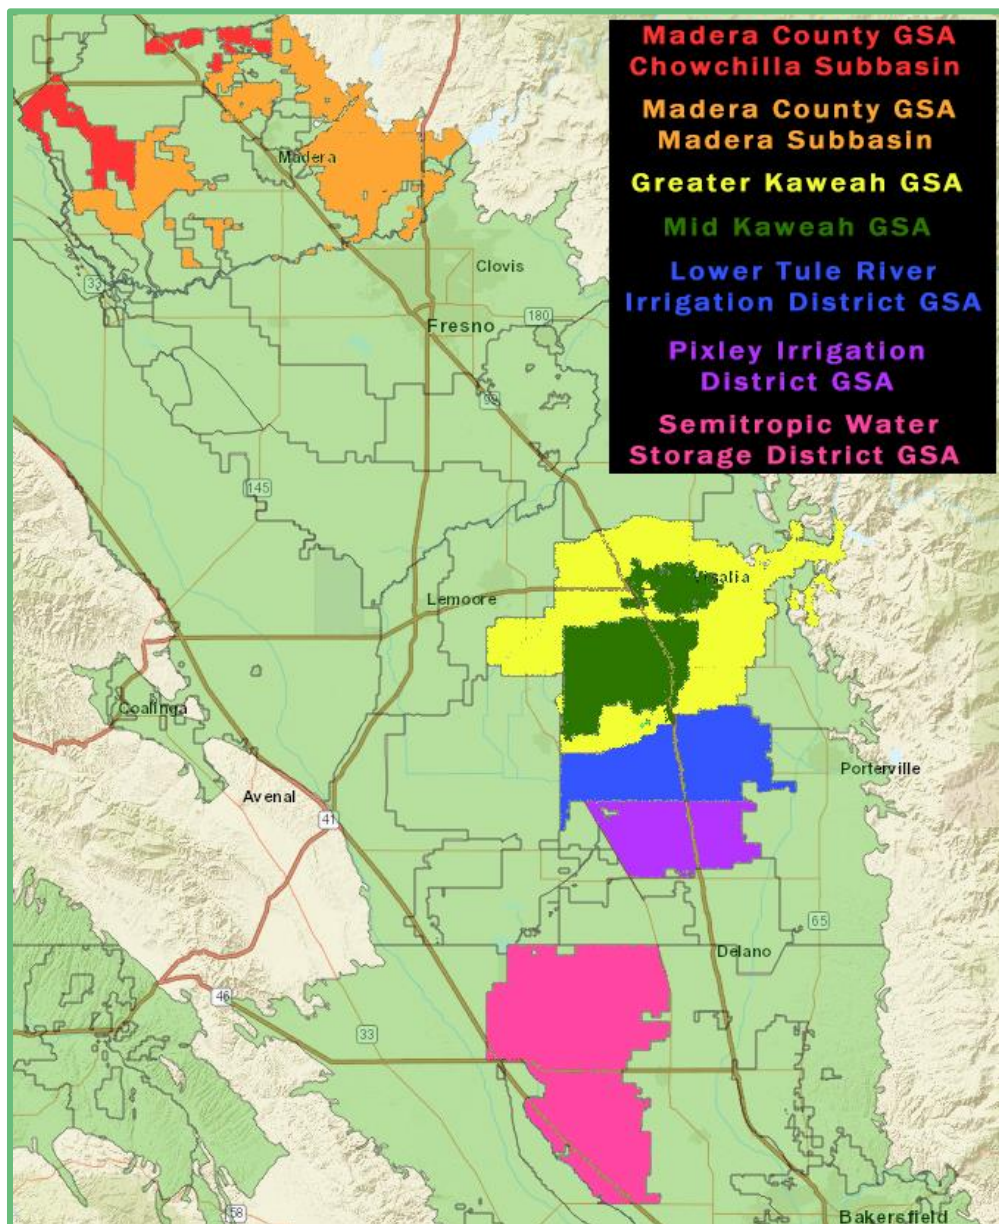 Madera County GSA
Chowchilla Subbasin
Madera County GSA
Madera Subbasin
Greater Kaweah GSA
Mid Kaweah GSA
Lower Tule River
Irrigation District GSA
Pixley Irrigation
District GSA
Semitropic Water
Storage District GSA
Madera
Clovis
33
Fresno
180
99
145
Visalia
Lemoore
Coalinga
Porterville
Avenal
41
65
Delano
46
33
58
Bakersfield